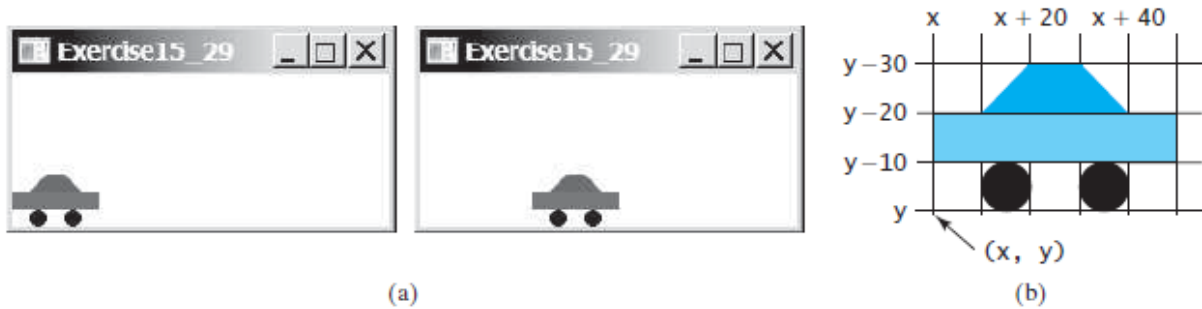 Exercise15_29
Exercise15_29
x x + 20 x + 40
y – 30
y – 20
y – 10
y
(x, y)
(a) (b)